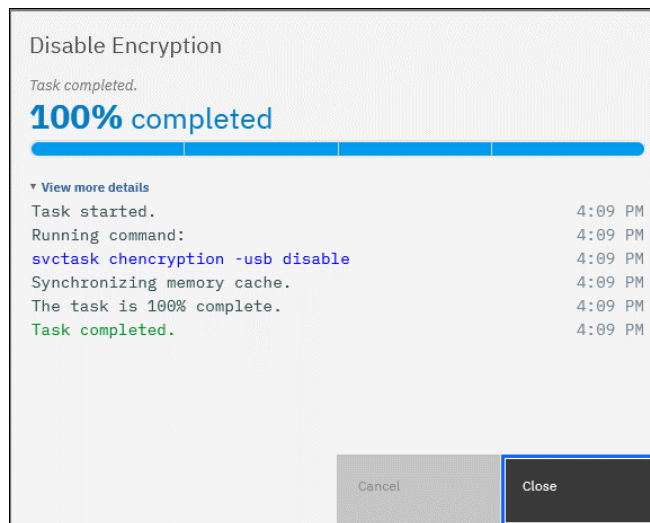 Disable Encryption
Task completed.
100% completed
View more details
Task started. 4:09 PM
Running command: 4:09 PM
svctask chencryption -usb disable 4:09 PM
Synchronizing memory cache. 4:09 PM
The task is 100% complete. 4:09 PM
Task completed. 4:09 PM
Cancel Close